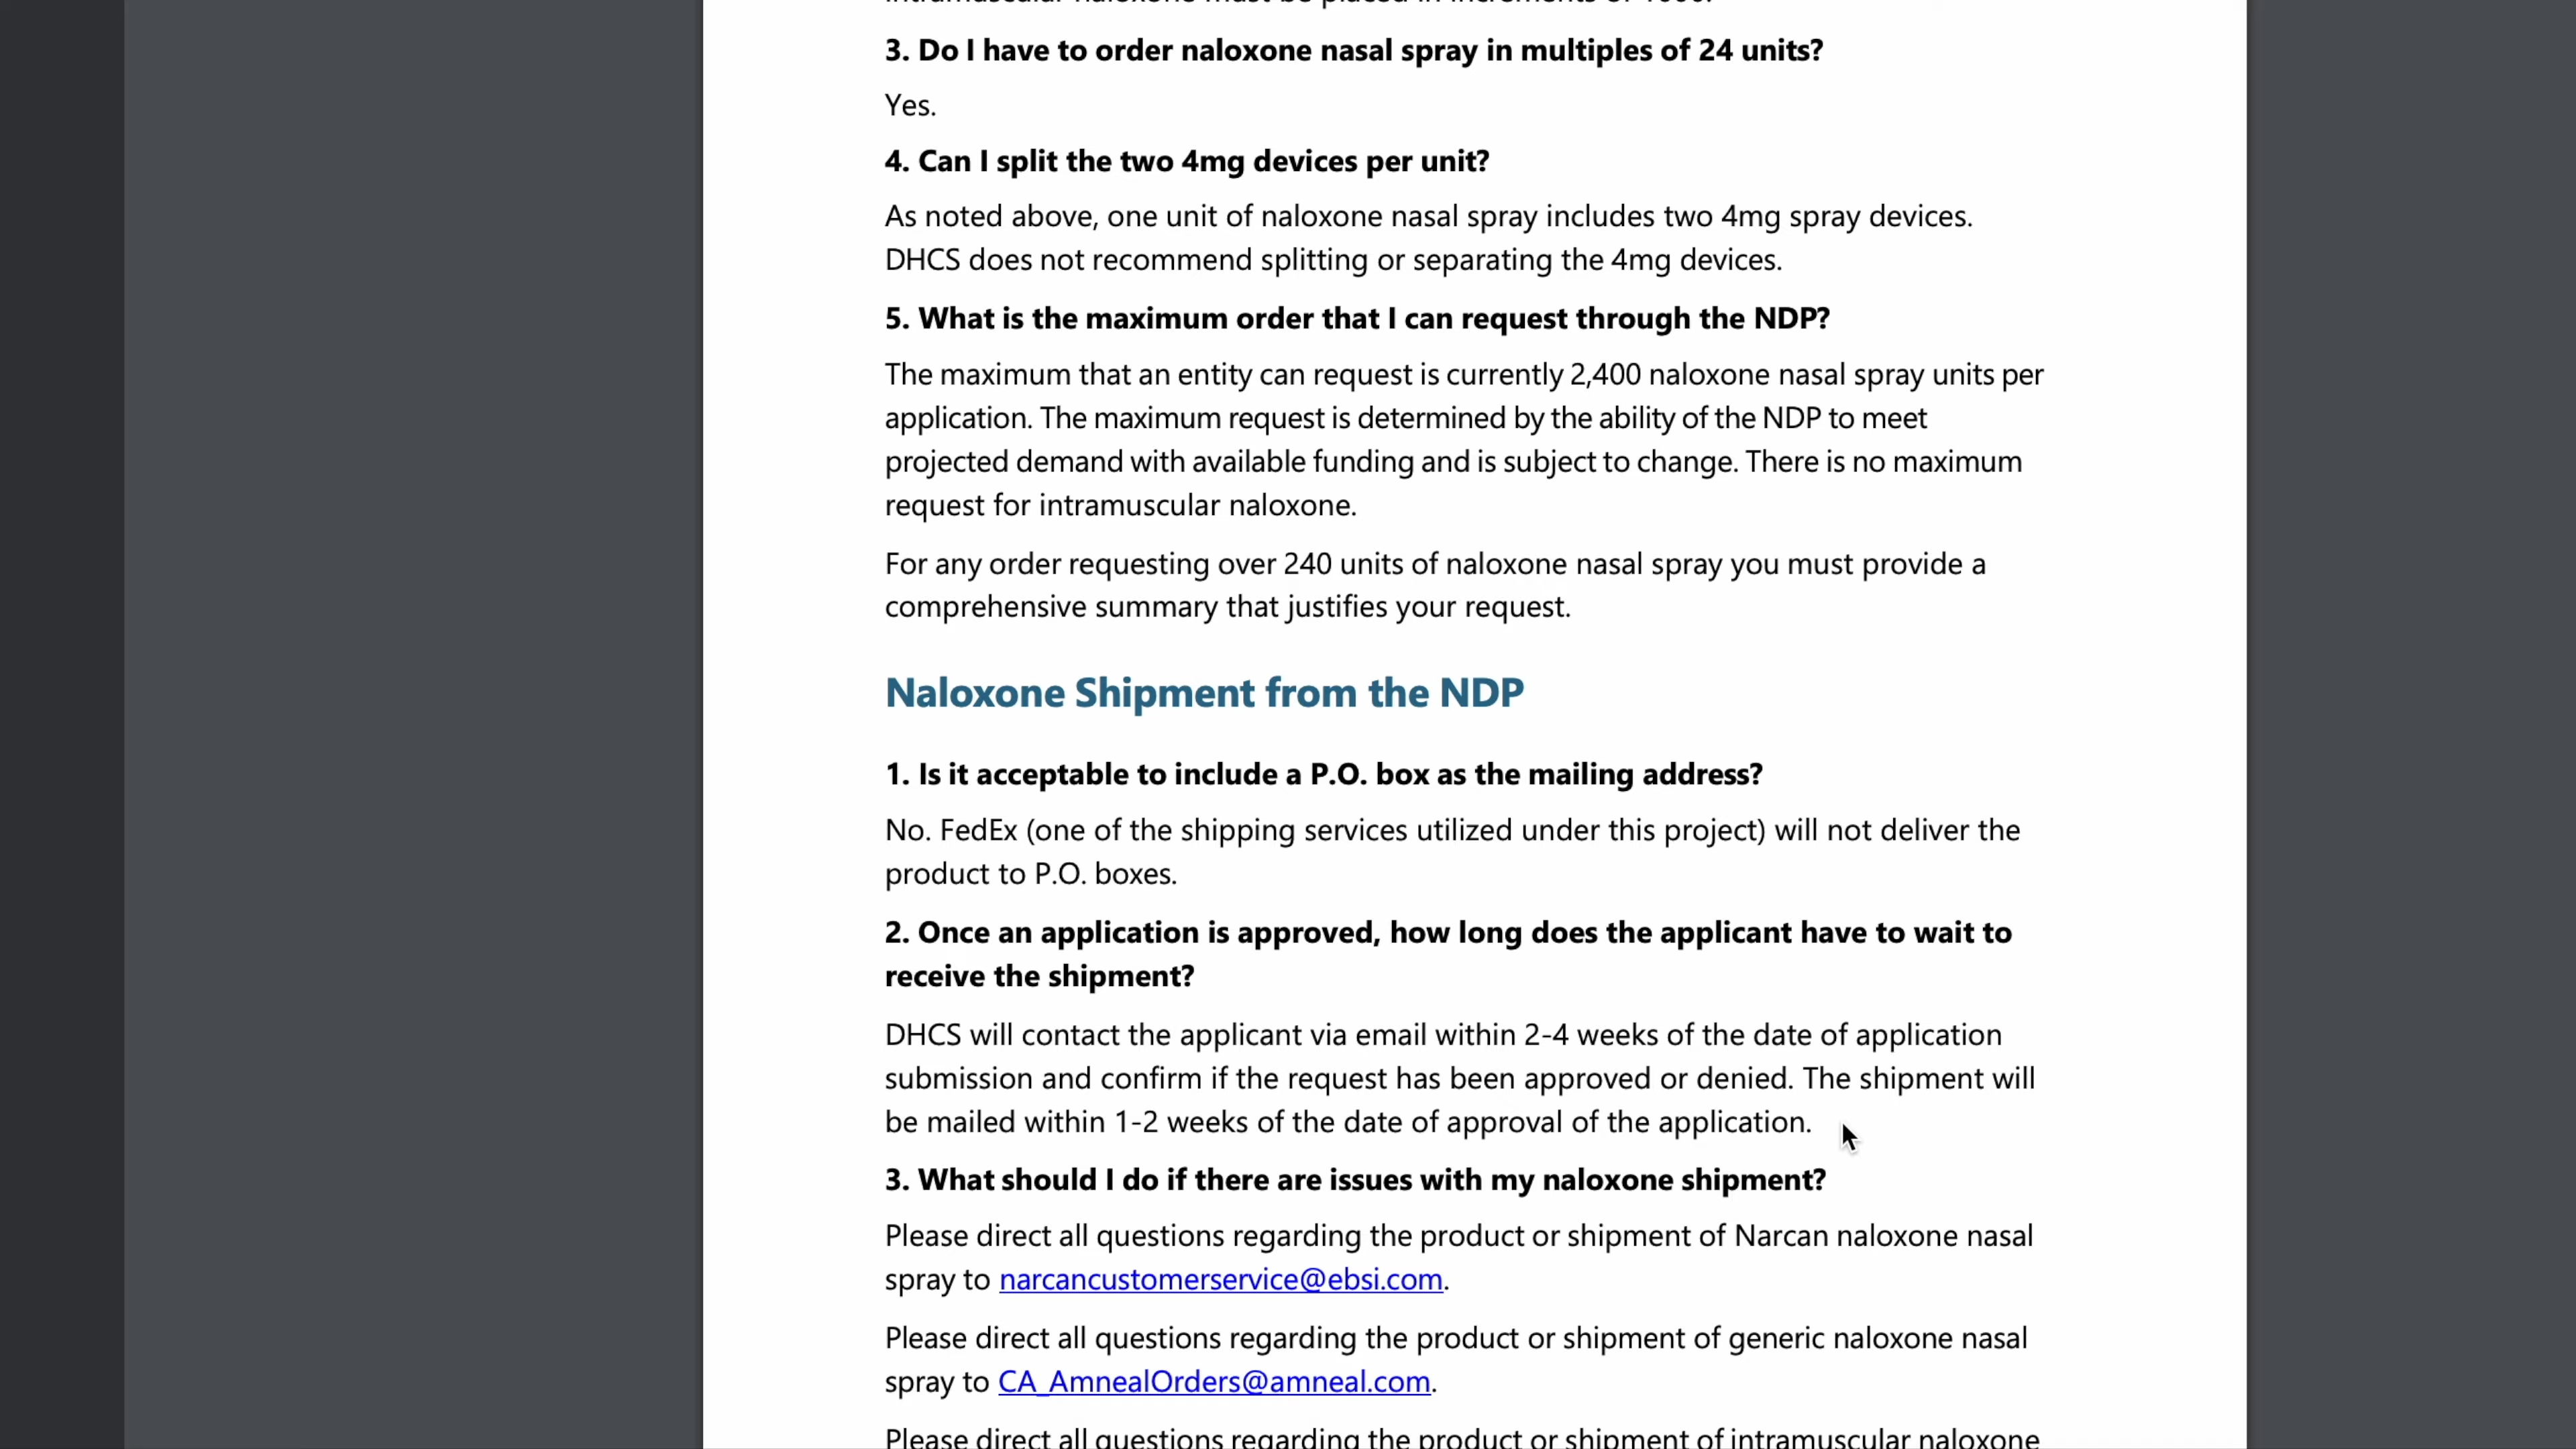 3. Do I have to order naloxone nasal spray in multiples of 24 units?
Yes.
4. Can I split the two 4mg devices per unit?
As noted above, one unit of naloxone nasal spray includes two 4mg spray devices.
DHCS does not recommend splitting or separating the 4mg devices.
5. What is the maximum order that I can request through the NDP?
The maximum that an entity can request is currently 2,400 naloxone nasal spray units per
application. The maximum request is determined by the ability of the NDP to meet
projected demand with available funding and is subject to change. There is no maximum
request for intramuscular naloxone.
For any order requesting over 240 units of naloxone nasal spray you must provide a
comprehensive summary that justifies your request.
Naloxone Shipment from the NDP
1. Is it acceptable to include a P.O. box as the mailing address?
No. FedEx (one of the shipping services utilized under this project) will not deliver the
product to P.O. boxes.
2. Once an application is approved, how long does the applicant have to wait to
receive the shipment?
DHCS will contact the applicant via email within 2-4 weeks of the date of application
submission and confirm if the request has been approved or denied. The shipment will
be mailed within 1-2 weeks of the date of approval of the application.
3. What should I do if there are issues with my naloxone shipment?
Please direct all questions regarding the product or shipment of Narcan naloxone nasal
spray to narcancustomerservice@ebsi.com.
Please direct all questions regarding the product or shipment of generic naloxone nasal
spray to CA_AmnealOrders@amneal.com.
Please direct all questions regarding the product or shipment of intramuscular naloxone